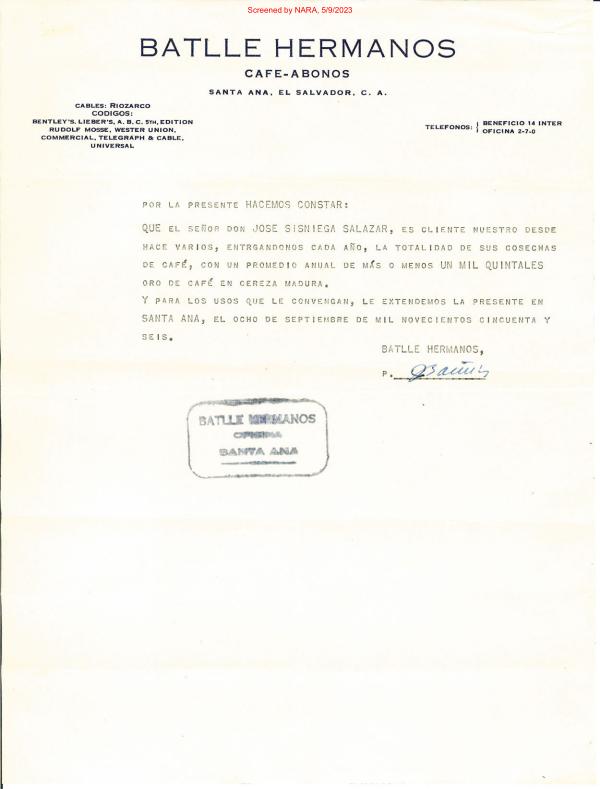 Screened by NARA, 5/9/2023
BATLLE HERMANOS
CAFE-ABONOS
SANTA ANA, EL SALVADOR, C. A.
CABLES: RIOZARCO
CODIGOS:
BENTLEY'S. LIEBER'S, A. B. C. 5TH, EDITION
RUDOLF MOSSE, WESTER UNION,
COMMERCIAL, TELEGRAPH & CABLE,
UNIVERSAL
TELEFONOS: BENEFICIO 14 INTER
OFICINA 2-7-0
POR LA PRESENTE HACEMOS CONSTAR:
QUE EL SEÑOR DON JOSE SISNIEGA SALAZAR, ES CLIENTE NUESTRO DESDE
HACE VARIOS, ENTRGANDONOS CADA AÑO, LA TOTALIDAD DE SUS COSECHAS
DE CAFÉ, CON UN PROMEDIO ANUAL DE MÁS O MENOS UN MIL QUINTALES
ORO DE CAFÉ EN CEREZA MADURA.
Y PARA LOS USOS QUE LE CONVENGAN, LE EXTENDEMOS LA PRESENTE EN
SANTA ANA, EL OCHO DE SEPTIEMBRE DE MIL NOVECIENTOS CINCUENTA Y
SEIS.
BATLLE HERMANOS,
P.
BATLLE HERMANOS
OFICINA
SANTA ANA